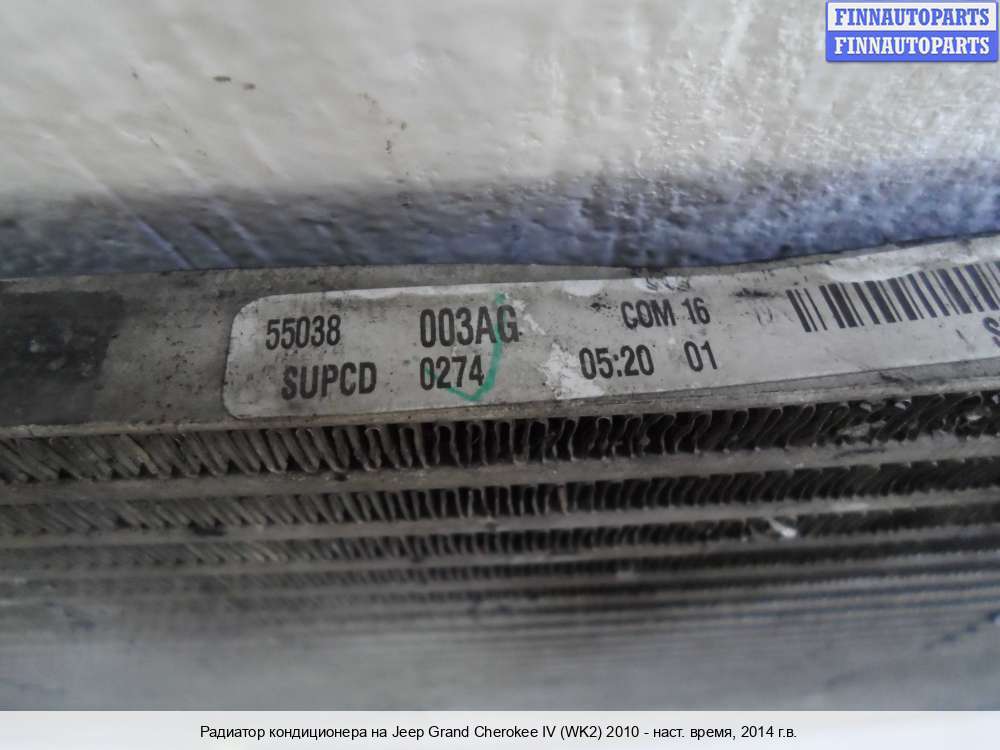 FINNAUTOPARTS
FINNAUTOPARTS
55038 003AG COM 16
SUPCD 0274 05:20 01
Радиатор кондиционера на Jeep Grand Cherokee IV (WK2) 2010 - наст. время, 2014 г.в.